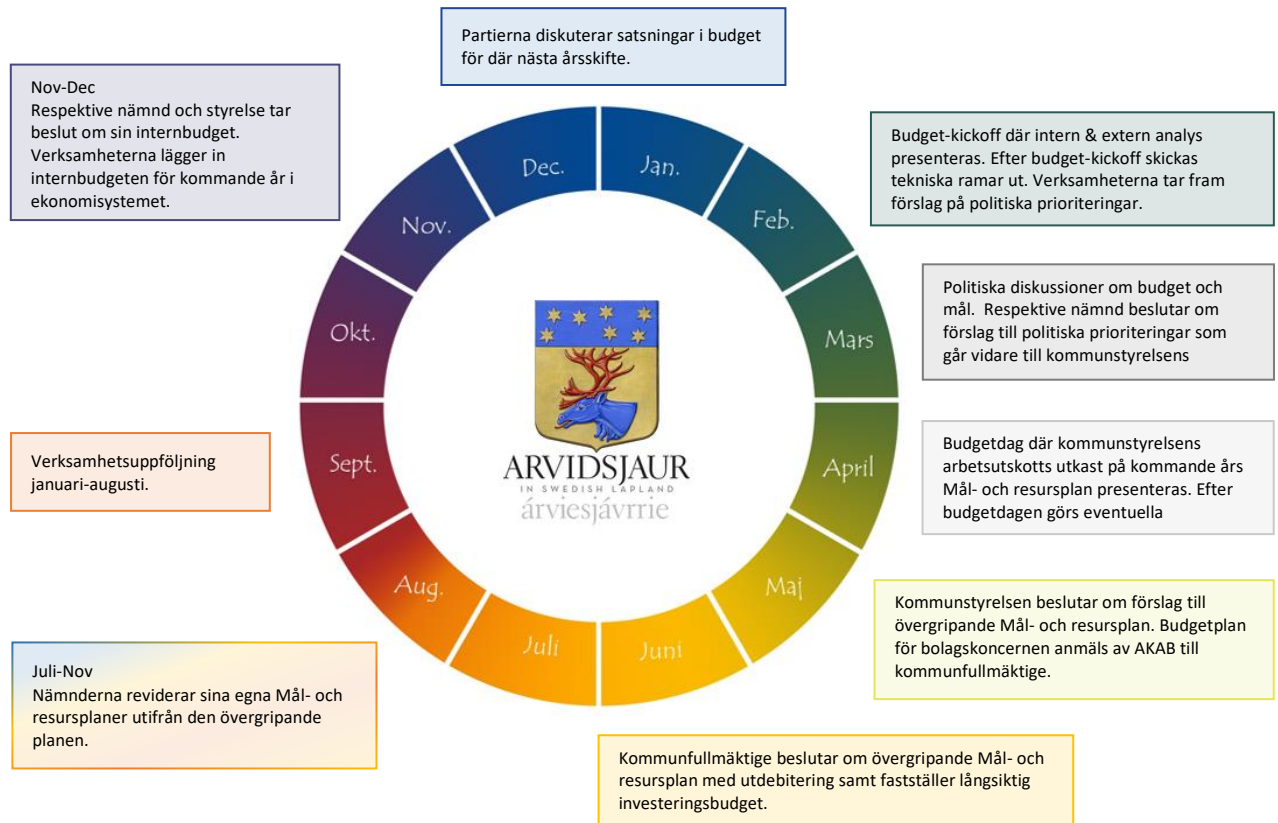 Partierna diskuterar satsningar i budget
för där nästa årsskifte.
Nov-Dec
Respektive nämnd och styrelse tar
beslut om sin internbudget.
Verksamheterna lägger in
internbudgeten för kommande år i
ekonomisystemet.
Budget-kickoff där intern & extern analys
presenteras. Efter budget-kickoff skickas
tekniska ramar ut. Verksamheterna tar fram
förslag på politiska prioriteringar.
Politiska diskussioner om budget och
mål. Respektive nämnd beslutar om
förslag till politiska prioriteringar som
går vidare till kommunstyrelsens
Budgetdag där kommunstyrelsens
arbetsutskotts utkast på kommande års
Mål- och resursplan presenteras. Efter
budgetdagen görs eventuella
Kommunstyrelsen beslutar om förslag till
övergripande Mål- och resursplan. Budgetplan
för bolagskoncernen anmäls av AKAB till
kommunfullmäktige.
Kommunfullmäktige beslutar om övergripande Mål- och
resursplan med utdebitering samt fastställer långsiktig
investeringsbudget.
Juli-Nov
Nämnderna reviderar sina egna Mål- och
resursplaner utifrån den övergripande
planen.
Verksamhetsuppföljning
januari-augusti.
Jan.
Feb.
Mars
April
Maj
Juni
Juli
Aug.
Sept.
Okt.
Nov.
Dec.
ARVIDSJAUR
IN SWEDISH LAPLAND
árviesjávrrie